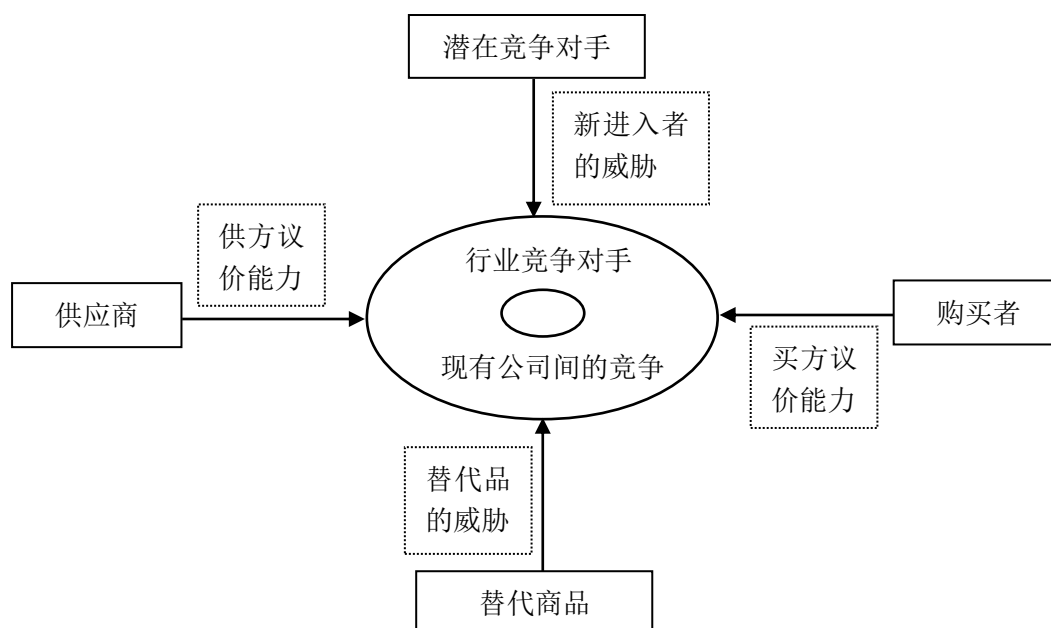 潜在竞争对手
新进入者
的威胁
供方议
价能力
行业竞争对手
供应商
购买者
现有公司间的竞争
买方议
价能力
替代品
的威胁
替代商品